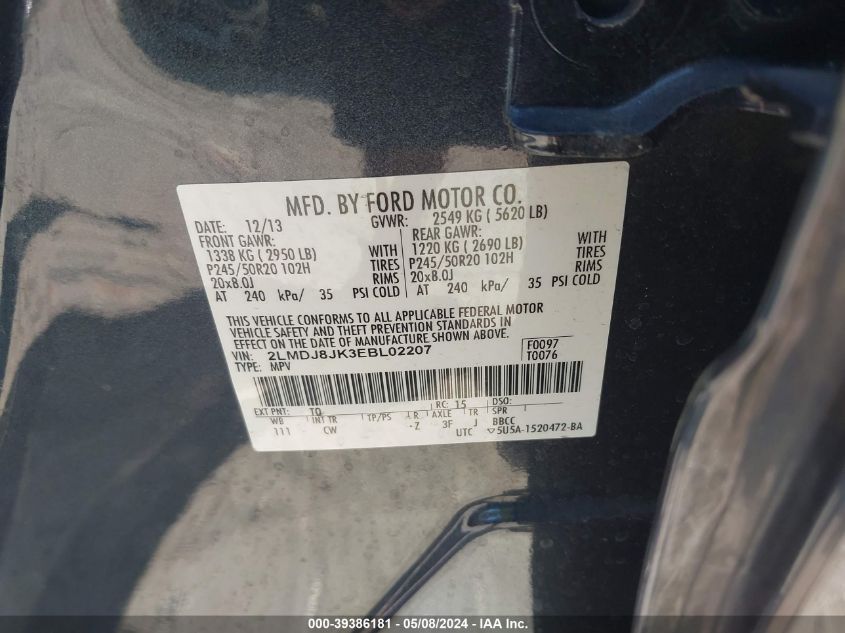 MFD. BY FORD MOTOR CO.
DATE: 12/13 GVWR: 2549 KG ( 5620 LB)
FRONT GAWR: REAR GAWR:
1338 KG ( 2950 LB) WITH 1220 KG ( 2690 LB) WITH
P245/50R20 102H TIRES P245/50R20 102H TIRES
20x8.0J RIMS 20x8.0J RIMS
AT 240 kPa/ 35 PSI COLD AT 240 kPa/ 35 PSI COLD
THIS VEHICLE CONFORMS TO ALL APPLICABLE FEDERAL MOTOR
VEHICLE SAFETY AND THEFT PREVENTION STANDARDS IN
EFFECT ON THE DATE OF MANUFACTURE SHOWN ABOVE.
VIN: 2LMDJ8JK3EBL02207 F0097
TYPE: MPV T0076
EXT PNT: TQ RC: 15 DSO:
WB INT TR TP/PS R AXLE TR SPR
111 CW -Z 3F J BBCC
UTC 5U5A-1520472-BA
000-39386181 - 05/08/2024 - © IAA Inc.